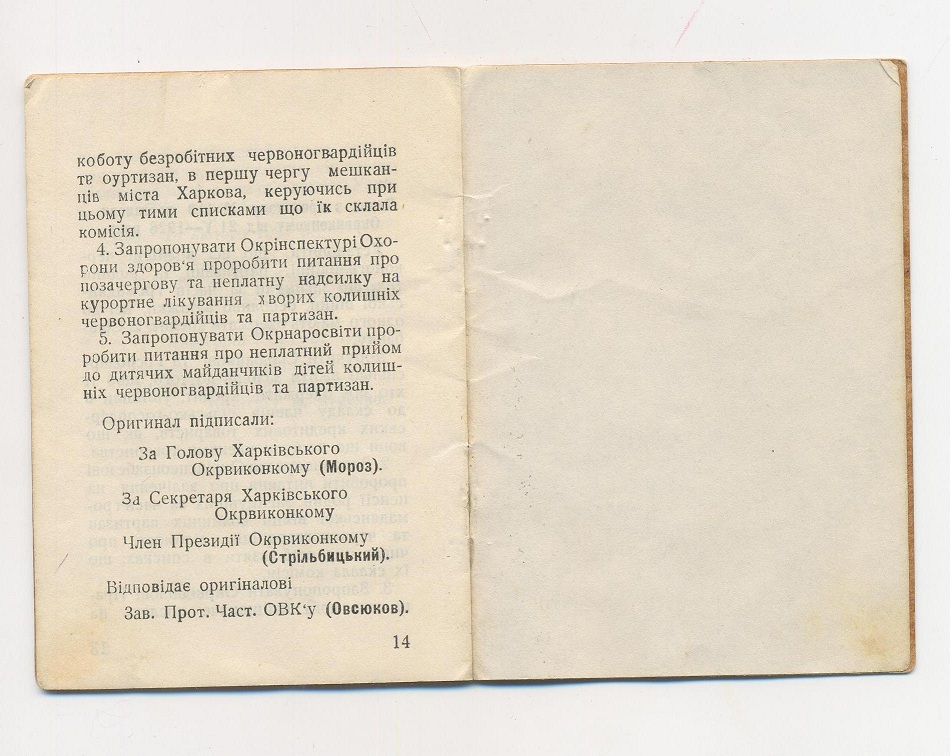 коботу безробітних червоногвардійців
та оуртизан, в першу чергу мешкан-
ців міста Харкова, керуючись при
цьому тими списками що їк склала
комісія.
4. Запропонувати Окрінспектурі Охо-
рони здоров'я проробити питання про
позачергову та неплатну надсилку на
курортне лікування хворих колишніх
червоногвардійців та партизан.
5. Запропонувати Окрнаросвіти про-
робити питання про неплатний прийом
до дитячих майданчиків дітей колиш-
ніх червоногвардійців та партизан.
Оригинал підписали:
За Голову Харківського
Окрвиконкому (Мороз).
За Секретаря Харківського
Окрвиконкому
Член Президії Окрвиконкому
(Стрільбицький).
Відповідає оригіналові
Зав. Прот. Част. ОВК'у (Овсюков).
14